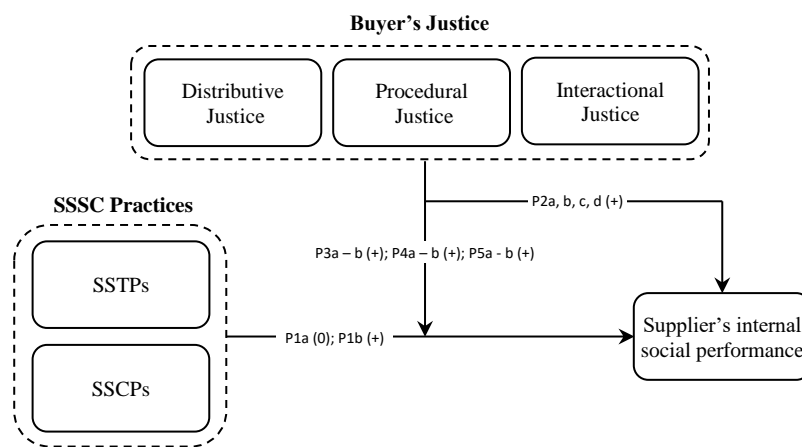 Buyer's Justice
Distributive
Justice
Procedural
Justice
Interactional
Justice
SSSC Practices
P2a, b, c, d (+)
P3a – b (+); P4a – b (+); P5a - b (+)
SSTPs
P1a (0); P1b (+)
Supplier's internal
social performance
SSCPs